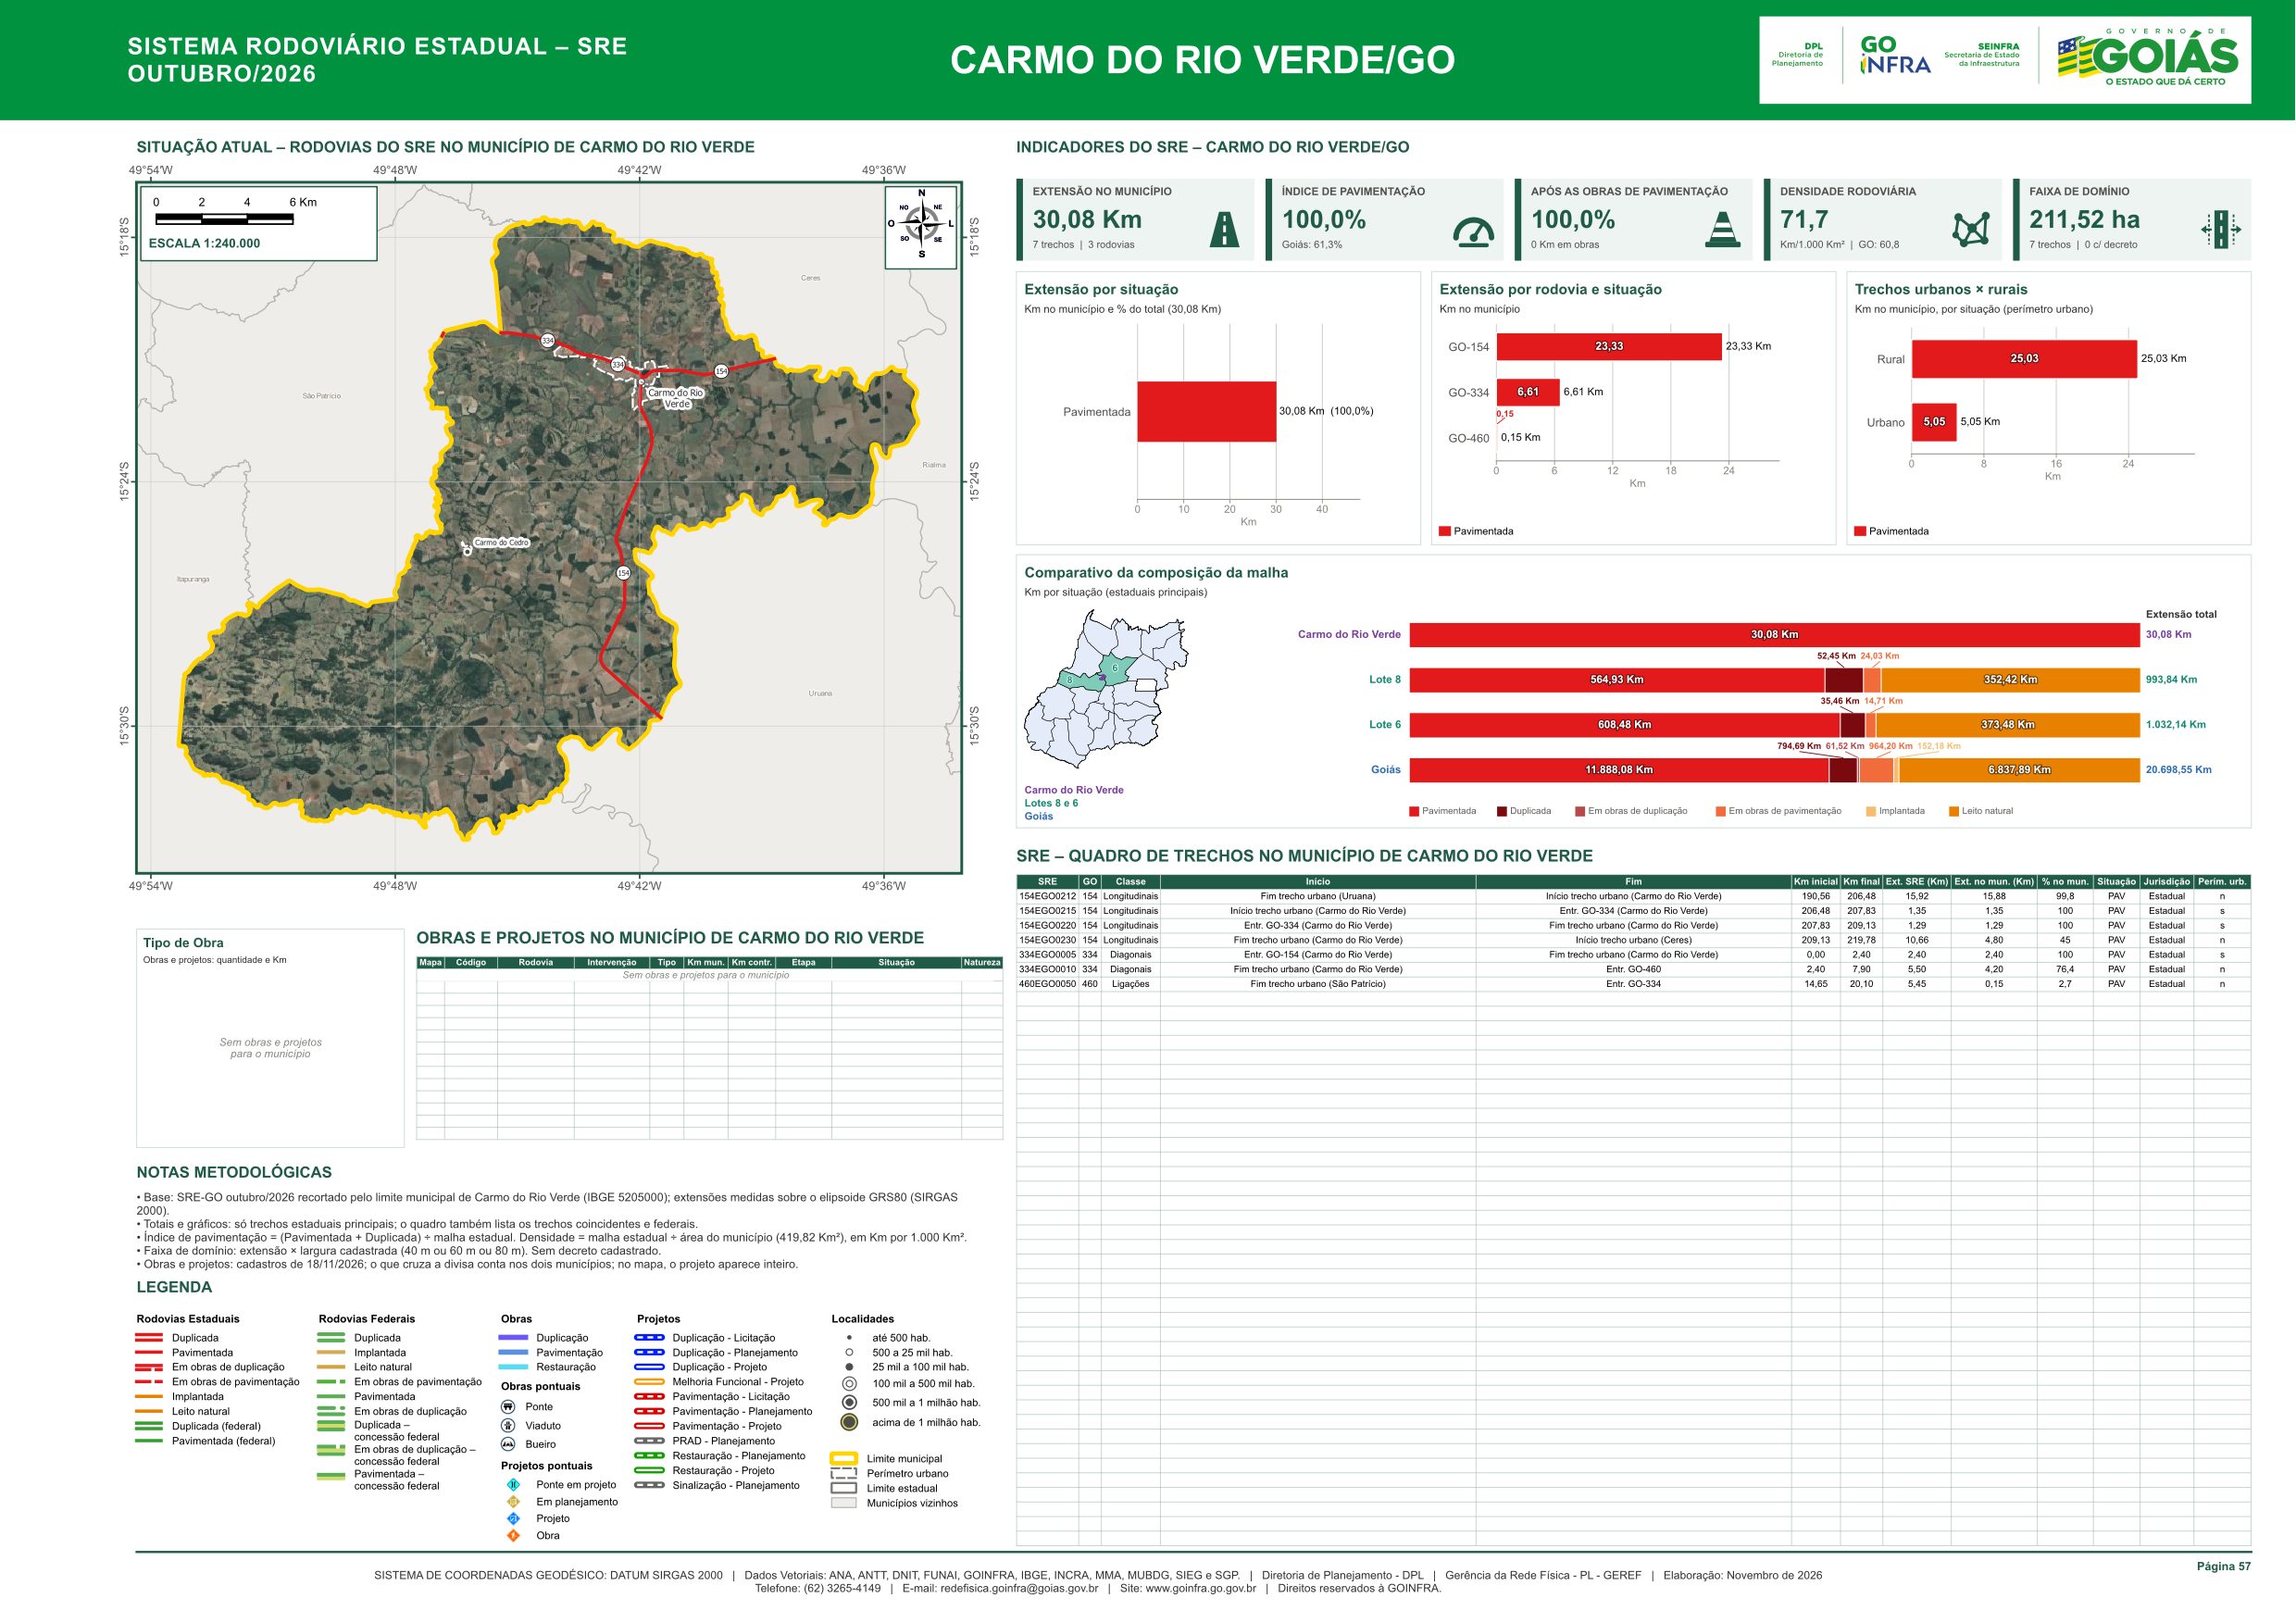 SISTEMA RODOVIÁRIO ESTADUAL – SRE
OUTUBRO/2026
CARMO DO RIO VERDE/GO
DPL
Diretoria de
Planejamento
GO
iNFRA
SEINFRA
Secretaria de Estado
da Infraestrutura
GOVERNO DE
GOIÁS
O ESTADO QUE DÁ CERTO
SITUAÇÃO ATUAL – RODOVIAS DO SRE NO MUNICÍPIO DE CARMO DO RIO VERDE
49°54'W 49°48'W 49°42'W 49°36'W
0 2 4 6 Km
ESCALA 1:240.000
N
NO NE
O L
SO SE
S
15°18'S 15°18'S
Ceres
334
334
154
Carmo do Rio
Verde
São Patrício
Rialma
15°24'S 15°24'S
Carmo do Cedro
154
Itapuranga
Uruana
15°30'S 15°30'S
49°54'W 49°48'W 49°42'W 49°36'W
INDICADORES DO SRE – CARMO DO RIO VERDE/GO
EXTENSÃO NO MUNICÍPIO
30,08 Km
7 trechos | 3 rodovias
ÍNDICE DE PAVIMENTAÇÃO
100,0%
Goiás: 61,3%
APÓS AS OBRAS DE PAVIMENTAÇÃO
100,0%
0 Km em obras
DENSIDADE RODOVIÁRIA
71,7
Km/1.000 Km² | GO: 60,8
FAIXA DE DOMÍNIO
211,52 ha
7 trechos | 0 c/ decreto
Extensão por situação
Km no município e % do total (30,08 Km)
Pavimentada 30,08 Km (100,0%)
0 10 20 30 40
Km
Extensão por rodovia e situação
Km no município
GO-154 23,33 23,33 Km
GO-334 6,61 6,61 Km
0,15
GO-460 0,15 Km
0 6 12 18 24
Km
Pavimentada
Trechos urbanos × rurais
Km no município, por situação (perímetro urbano)
Rural 25,03 25,03 Km
Urbano 5,05 5,05 Km
0 8 16 24
Km
Pavimentada
Comparativo da composição da malha
Km por situação (estaduais principais)
6
8
Carmo do Rio Verde
Lotes 8 e 6
Goiás
Extensão total
Carmo do Rio Verde 30,08 Km 30,08 Km
52,45 Km 24,03 Km
Lote 8 564,93 Km 352,42 Km 993,84 Km
35,46 Km 14,71 Km
Lote 6 608,48 Km 373,48 Km 1.032,14 Km
794,69 Km 61,52 Km 964,20 Km 152,18 Km
Goiás 11.888,08 Km 6.837,89 Km 20.698,55 Km
Pavimentada Duplicada Em obras de duplicação Em obras de pavimentação Implantada Leito natural
SRE – QUADRO DE TRECHOS NO MUNICÍPIO DE CARMO DO RIO VERDE
SRE GO Classe Início Fim Km inicial Km final Ext. SRE (Km) Ext. no mun. (Km) % no mun. Situação Jurisdição Perím. urb.
154EGO0212 154 Longitudinais Fim trecho urbano (Uruana) Início trecho urbano (Carmo do Rio Verde) 190,56 206,48 15,92 15,88 99,8 PAV Estadual n
154EGO0215 154 Longitudinais Início trecho urbano (Carmo do Rio Verde) Entr. GO-334 (Carmo do Rio Verde) 206,48 207,83 1,35 1,35 100 PAV Estadual s
154EGO0220 154 Longitudinais Entr. GO-334 (Carmo do Rio Verde) Fim trecho urbano (Carmo do Rio Verde) 207,83 209,13 1,29 1,29 100 PAV Estadual s
154EGO0230 154 Longitudinais Fim trecho urbano (Carmo do Rio Verde) Início trecho urbano (Ceres) 209,13 219,78 10,66 4,80 45 PAV Estadual n
334EGO0005 334 Diagonais Entr. GO-154 (Carmo do Rio Verde) Fim trecho urbano (Carmo do Rio Verde) 0,00 2,40 2,40 2,40 100 PAV Estadual s
334EGO0010 334 Diagonais Fim trecho urbano (Carmo do Rio Verde) Entr. GO-460 2,40 7,90 5,50 4,20 76,4 PAV Estadual n
460EGO0050 460 Ligações Fim trecho urbano (São Patrício) Entr. GO-334 14,65 20,10 5,45 0,15 2,7 PAV Estadual n
Tipo de Obra
Obras e projetos: quantidade e Km
Sem obras e projetos
para o município
OBRAS E PROJETOS NO MUNICÍPIO DE CARMO DO RIO VERDE
Mapa Código Rodovia Intervenção Tipo Km mun. Km contr. Etapa Situação Natureza
Sem obras e projetos para o município
NOTAS METODOLÓGICAS
• Base: SRE-GO outubro/2026 recortado pelo limite municipal de Carmo do Rio Verde (IBGE 5205000); extensões medidas sobre o elipsoide GRS80 (SIRGAS
2000).
• Totais e gráficos: só trechos estaduais principais; o quadro também lista os trechos coincidentes e federais.
• Índice de pavimentação = (Pavimentada + Duplicada) ÷ malha estadual. Densidade = malha estadual ÷ área do município (419,82 Km²), em Km por 1.000 Km².
• Faixa de domínio: extensão × largura cadastrada (40 m ou 60 m ou 80 m). Sem decreto cadastrado.
• Obras e projetos: cadastros de 18/11/2026; o que cruza a divisa conta nos dois municípios; no mapa, o projeto aparece inteiro.
LEGENDA
Rodovias Estaduais
Duplicada
Pavimentada
Em obras de duplicação
Em obras de pavimentação
Implantada
Leito natural
Duplicada (federal)
Pavimentada (federal)
Rodovias Federais
Duplicada
Implantada
Leito natural
Em obras de pavimentação
Pavimentada
Em obras de duplicação
Duplicada –
concessão federal
Em obras de duplicação –
concessão federal
Pavimentada –
concessão federal
Obras
Duplicação
Pavimentação
Restauração
Obras pontuais
Ponte
Viaduto
Bueiro
Projetos pontuais
Ponte em projeto
Em planejamento
Projeto
Obra
Projetos
Duplicação - Licitação
Duplicação - Planejamento
Duplicação - Projeto
Melhoria Funcional - Projeto
Pavimentação - Licitação
Pavimentação - Planejamento
Pavimentação - Projeto
PRAD - Planejamento
Restauração - Planejamento
Restauração - Projeto
Sinalização - Planejamento
Localidades
até 500 hab.
500 a 25 mil hab.
25 mil a 100 mil hab.
100 mil a 500 mil hab.
500 mil a 1 milhão hab.
acima de 1 milhão hab.
Limite municipal
Perímetro urbano
Limite estadual
Municípios vizinhos
Página 57
SISTEMA DE COORDENADAS GEODÉSICO: DATUM SIRGAS 2000 | Dados Vetoriais: ANA, ANTT, DNIT, FUNAI, GOINFRA, IBGE, INCRA, MMA, MUBDG, SIEG e SGP. | Diretoria de Planejamento - DPL | Gerência da Rede Física - PL - GEREF | Elaboração: Novembro de 2026
Telefone: (62) 3265-4149 | E-mail: redefisica.goinfra@goias.gov.br | Site: www.goinfra.go.gov.br | Direitos reservados à GOINFRA.